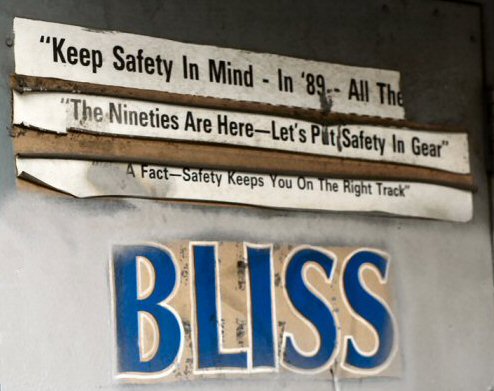 "Keep Safety In Mind - In '89 -- All The
"The Nineties Are Here—Let's Put Safety In Gear"
A Fact—Safety Keeps You On The Right Track"
BLISS